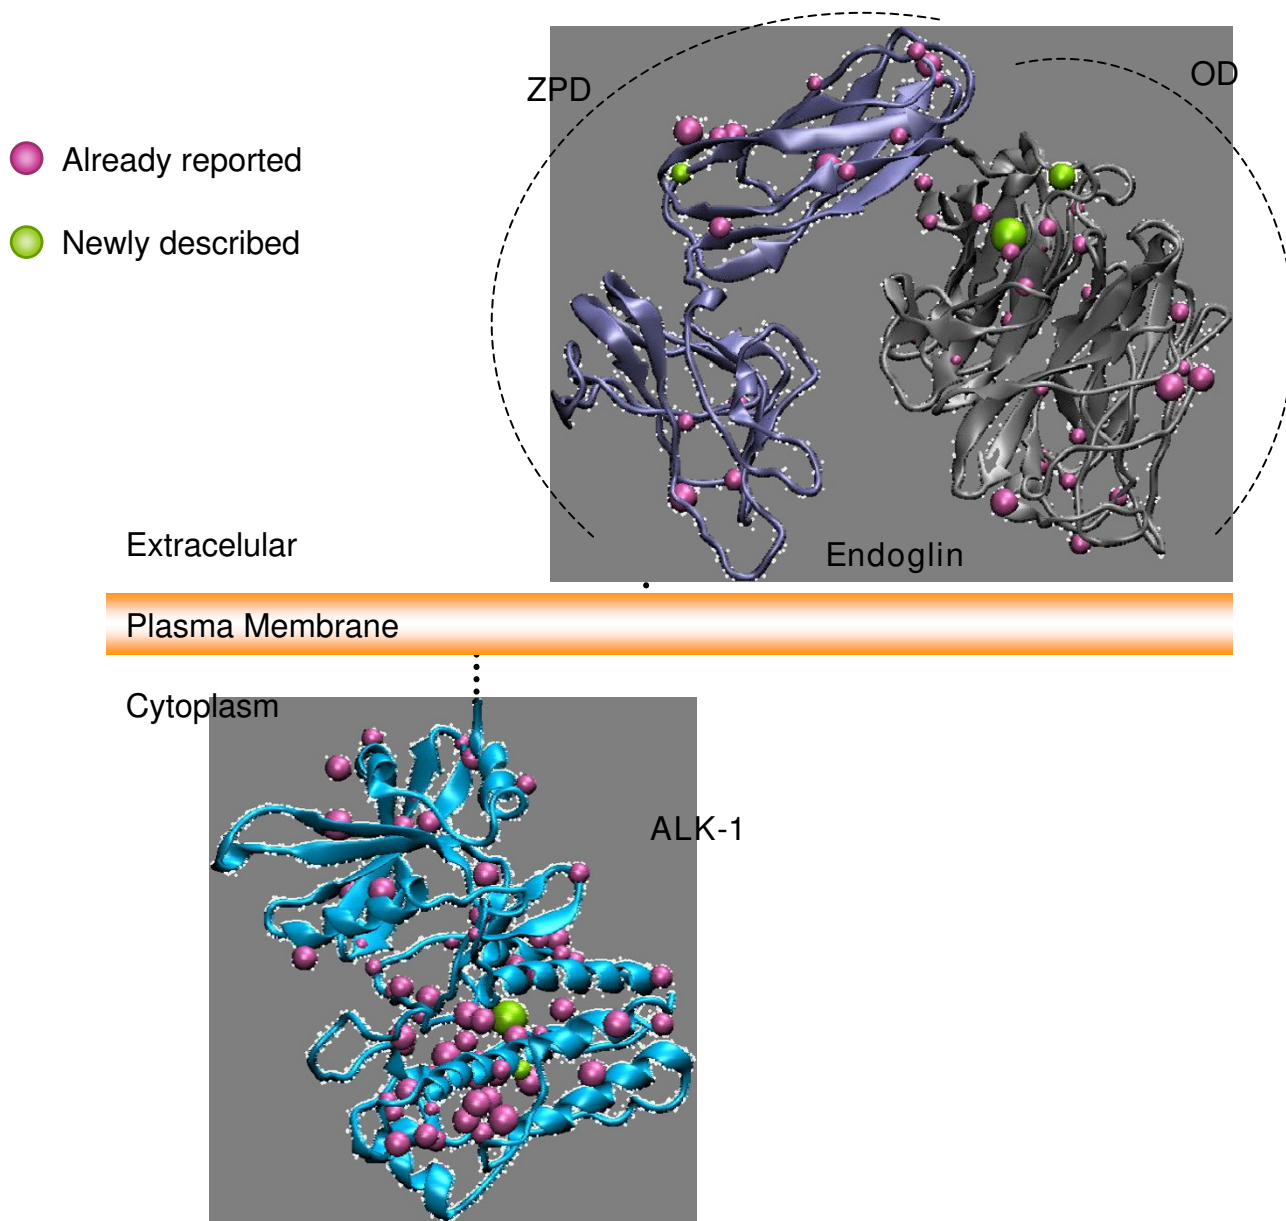 ZPD
OD
Already reported
Newly described
Extracelular
Endoglin
Plasma Membrane
Cytoplasm
ALK-1